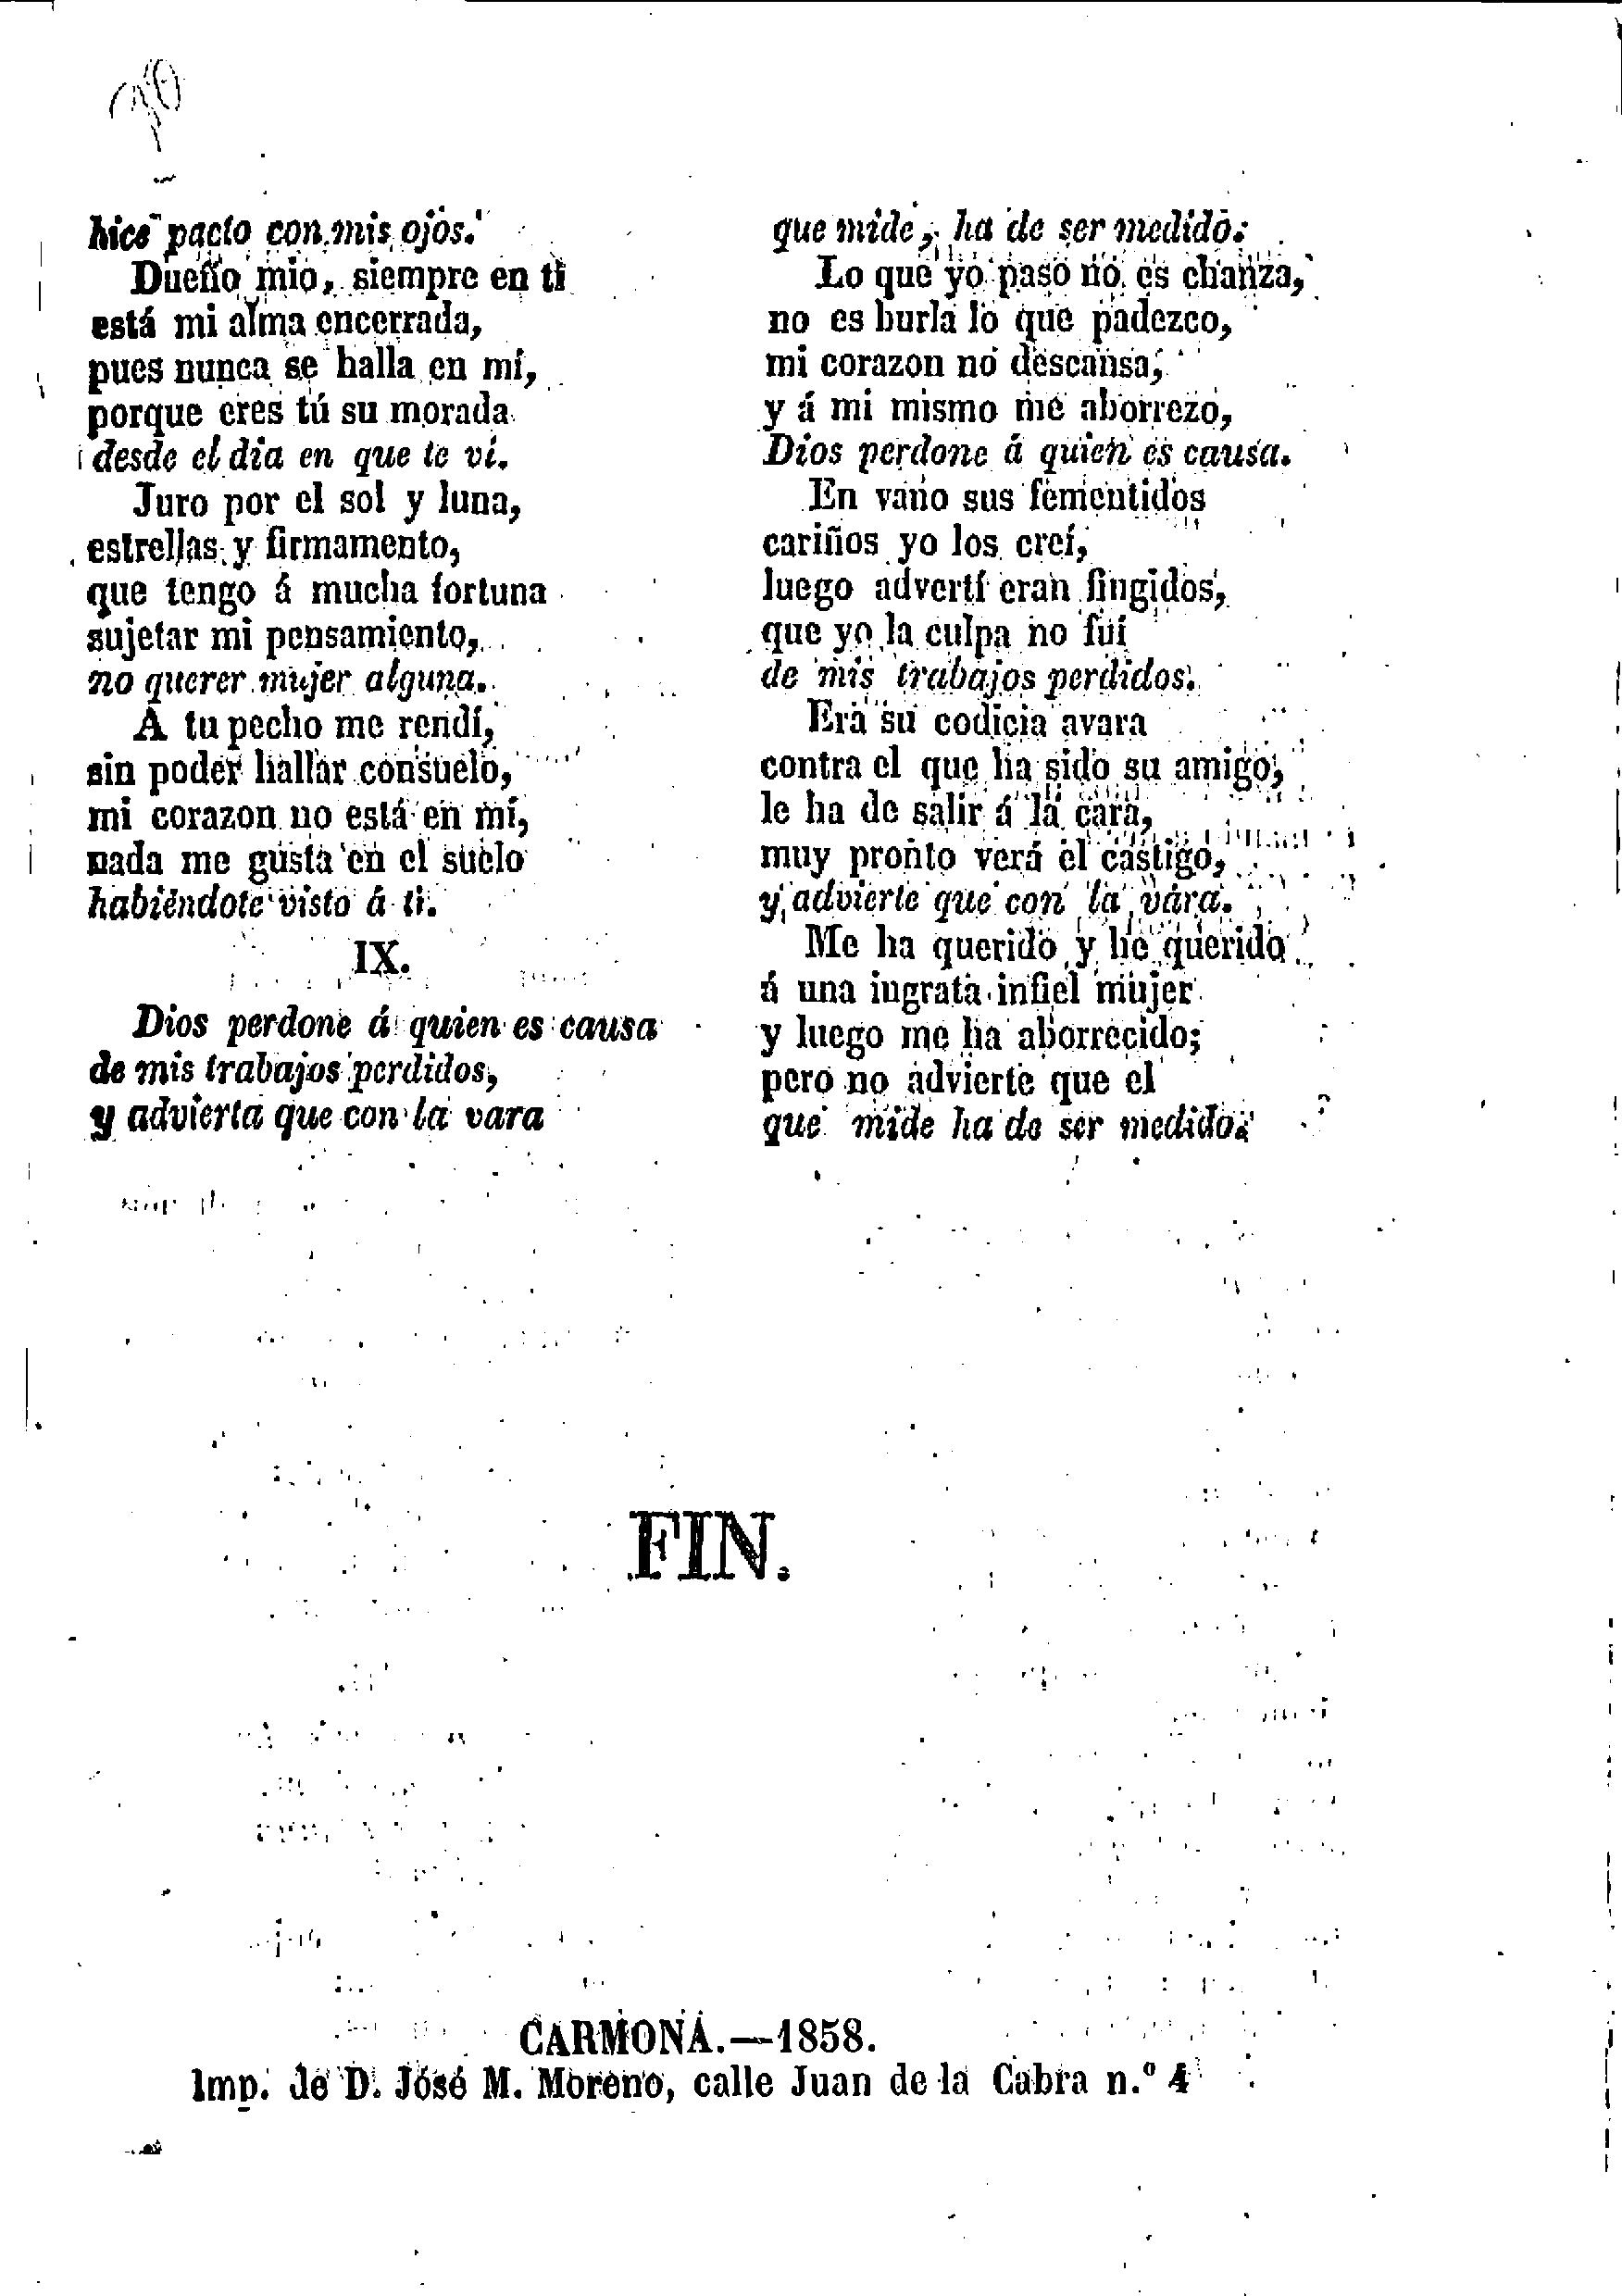 hice pacto con mis ojos.
Dueño mio, siempre en ti
está mi alma encerrada,
pues nunca se halla en mí,
porque eres tú su morada
desde el dia en que te ví.
Juro por el sol y luna,
estrellas y firmamento,
que tengo á mucha fortuna
sujetar mi pensamiento,
no querer mujer alguna.
A tu pecho me rendí,
sin poder hallar consuelo,
mi corazon no está en mí,
nada me gusta en el suelo
habiéndote visto á ti.
IX.
Dios perdone á quien es causa
de mis trabajos perdidos,
y advierta que con la vara
que mide, ha de ser medido.
Lo que yo paso no es chanza,
no es burla lo que padezco,
mi corazon no descansa,
y á mi mismo me aborrezo,
Dios perdone á quien es causa.
En vano sus fementidos
cariños yo los creí,
luego advertí eran fingidos,
que yo la culpa no fuí
de mis trabajos perdidos.
Era su codicia avara
contra el que ha sido su amigo,
le ha de salir á la cara,
muy pronto verá el castigo,
y advierte que con la vara.
Me ha querido y he querido
á una ingrata infiel mujer
y luego me ha aborrecido;
pero no advierte que el
que mide ha de ser medido.
FIN.
CARMONA.—1858.
Imp. de D. José M. Moreno, calle Juan de la Cabra n.º 4